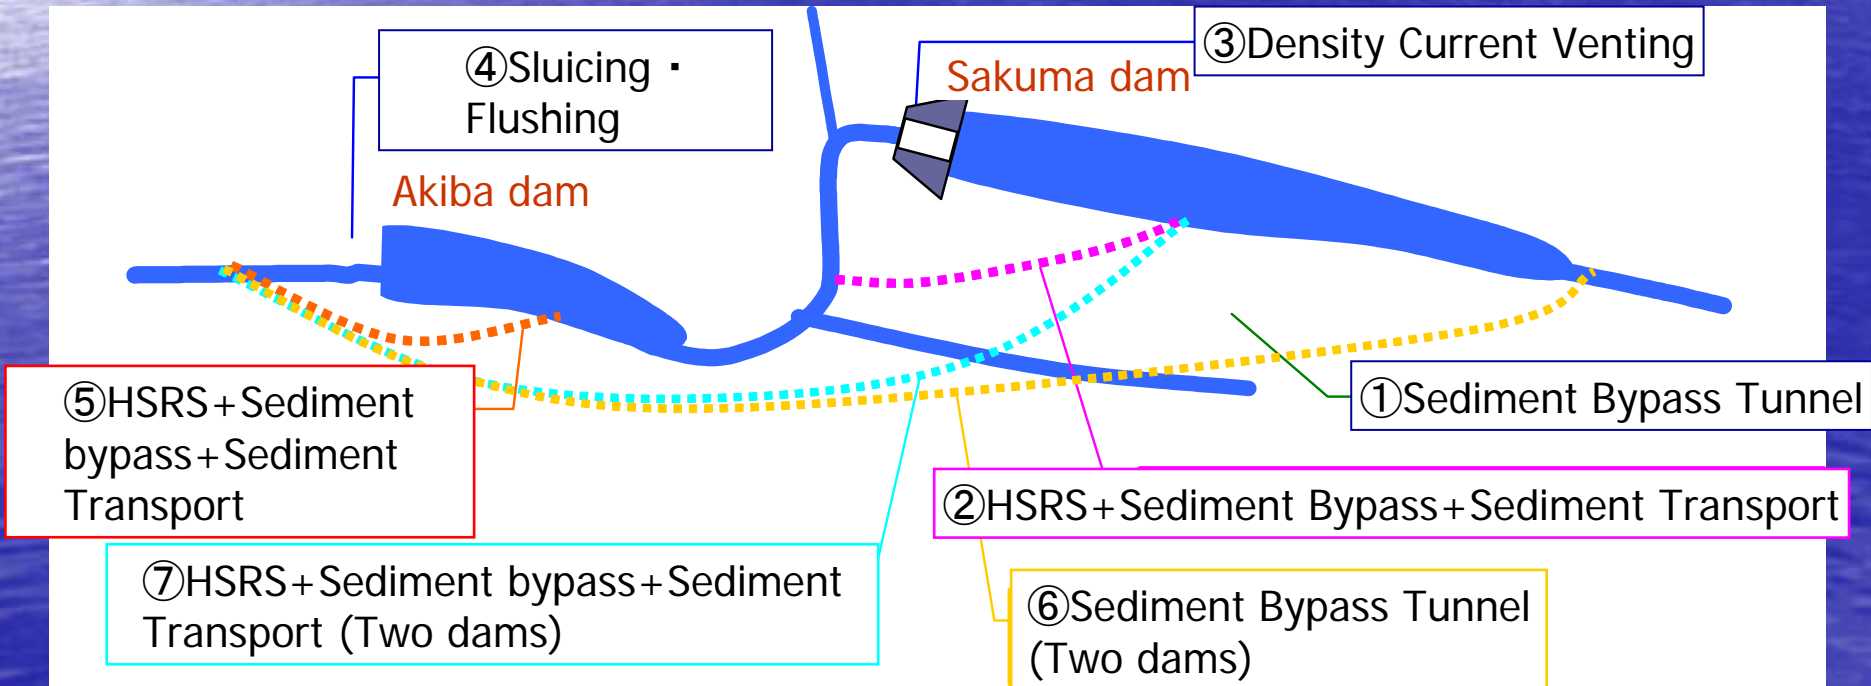 ④Sluicing・
Flushing
③Density Current Venting
Sakuma dam
Akiba dam
①Sediment Bypass Tunnel
⑤HSRS+Sediment
bypass+Sediment
Transport
②HSRS+Sediment Bypass+Sediment Transport
⑦HSRS+Sediment bypass+Sediment
Transport (Two dams)
⑥Sediment Bypass Tunnel
(Two dams)